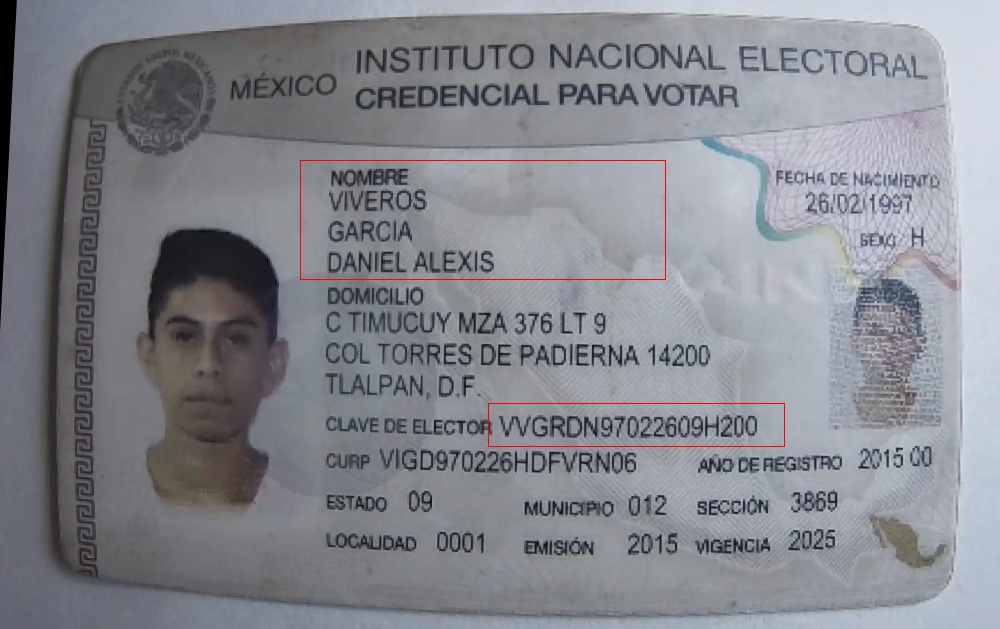 MÉXICO
INSTITUTO NACIONAL ELECTORAL
CREDENCIAL PARA VOTAR
NOMBRE
VIVEROS
GARCIA
DANIEL ALEXIS
FECHA DE NACIMIENTO
26/02/1997
SEXO H
DOMICILIO
C TIMUCUY MZA 376 LT 9
COL TORRES DE PADIERNA 14200
TLALPAN, D.F.
CLAVE DE ELECTOR VVGRDN97022609H200
CURP VIGD970226HDFVRN06 AÑO DE REGISTRO 2015 00
ESTADO 09 MUNICIPIO 012 SECCIÓN 3869
LOCALIDAD 0001 EMISIÓN 2015 VIGENCIA 2025